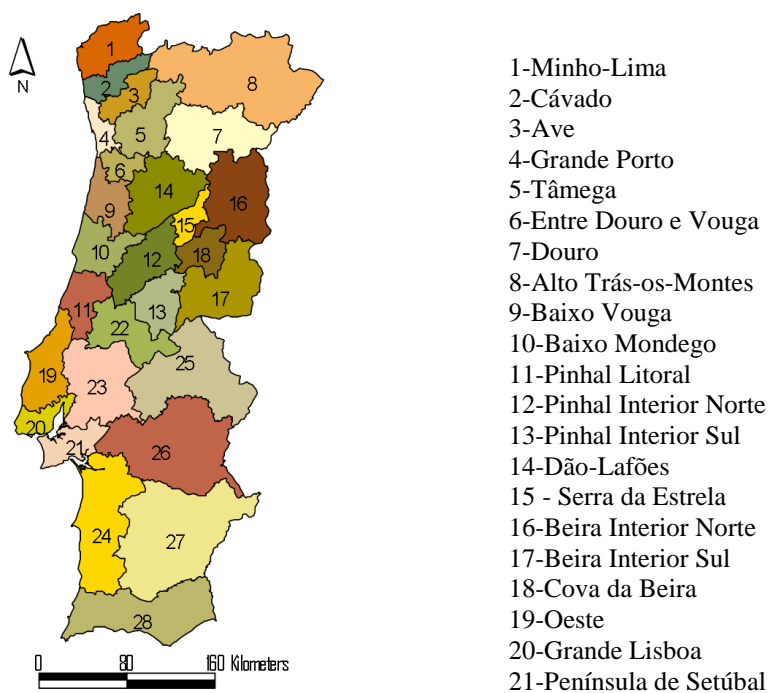 1
2
3
8
4
5
7
6
14
16
9
15
10
12
18
17
11
13
22
25
19
23
20
21
26
24
27
28
N
0 80 160 Kilometers
1-Minho-Lima
2-Cávado
3-Ave
4-Grande Porto
5-Tâmega
6-Entre Douro e Vouga
7-Douro
8-Alto Trás-os-Montes
9-Baixo Vouga
10-Baixo Mondego
11-Pinhal Litoral
12-Pinhal Interior Norte
13-Pinhal Interior Sul
14-Dão-Lafões
15 - Serra da Estrela
16-Beira Interior Norte
17-Beira Interior Sul
18-Cova da Beira
19-Oeste
20-Grande Lisboa
21-Península de Setúbal